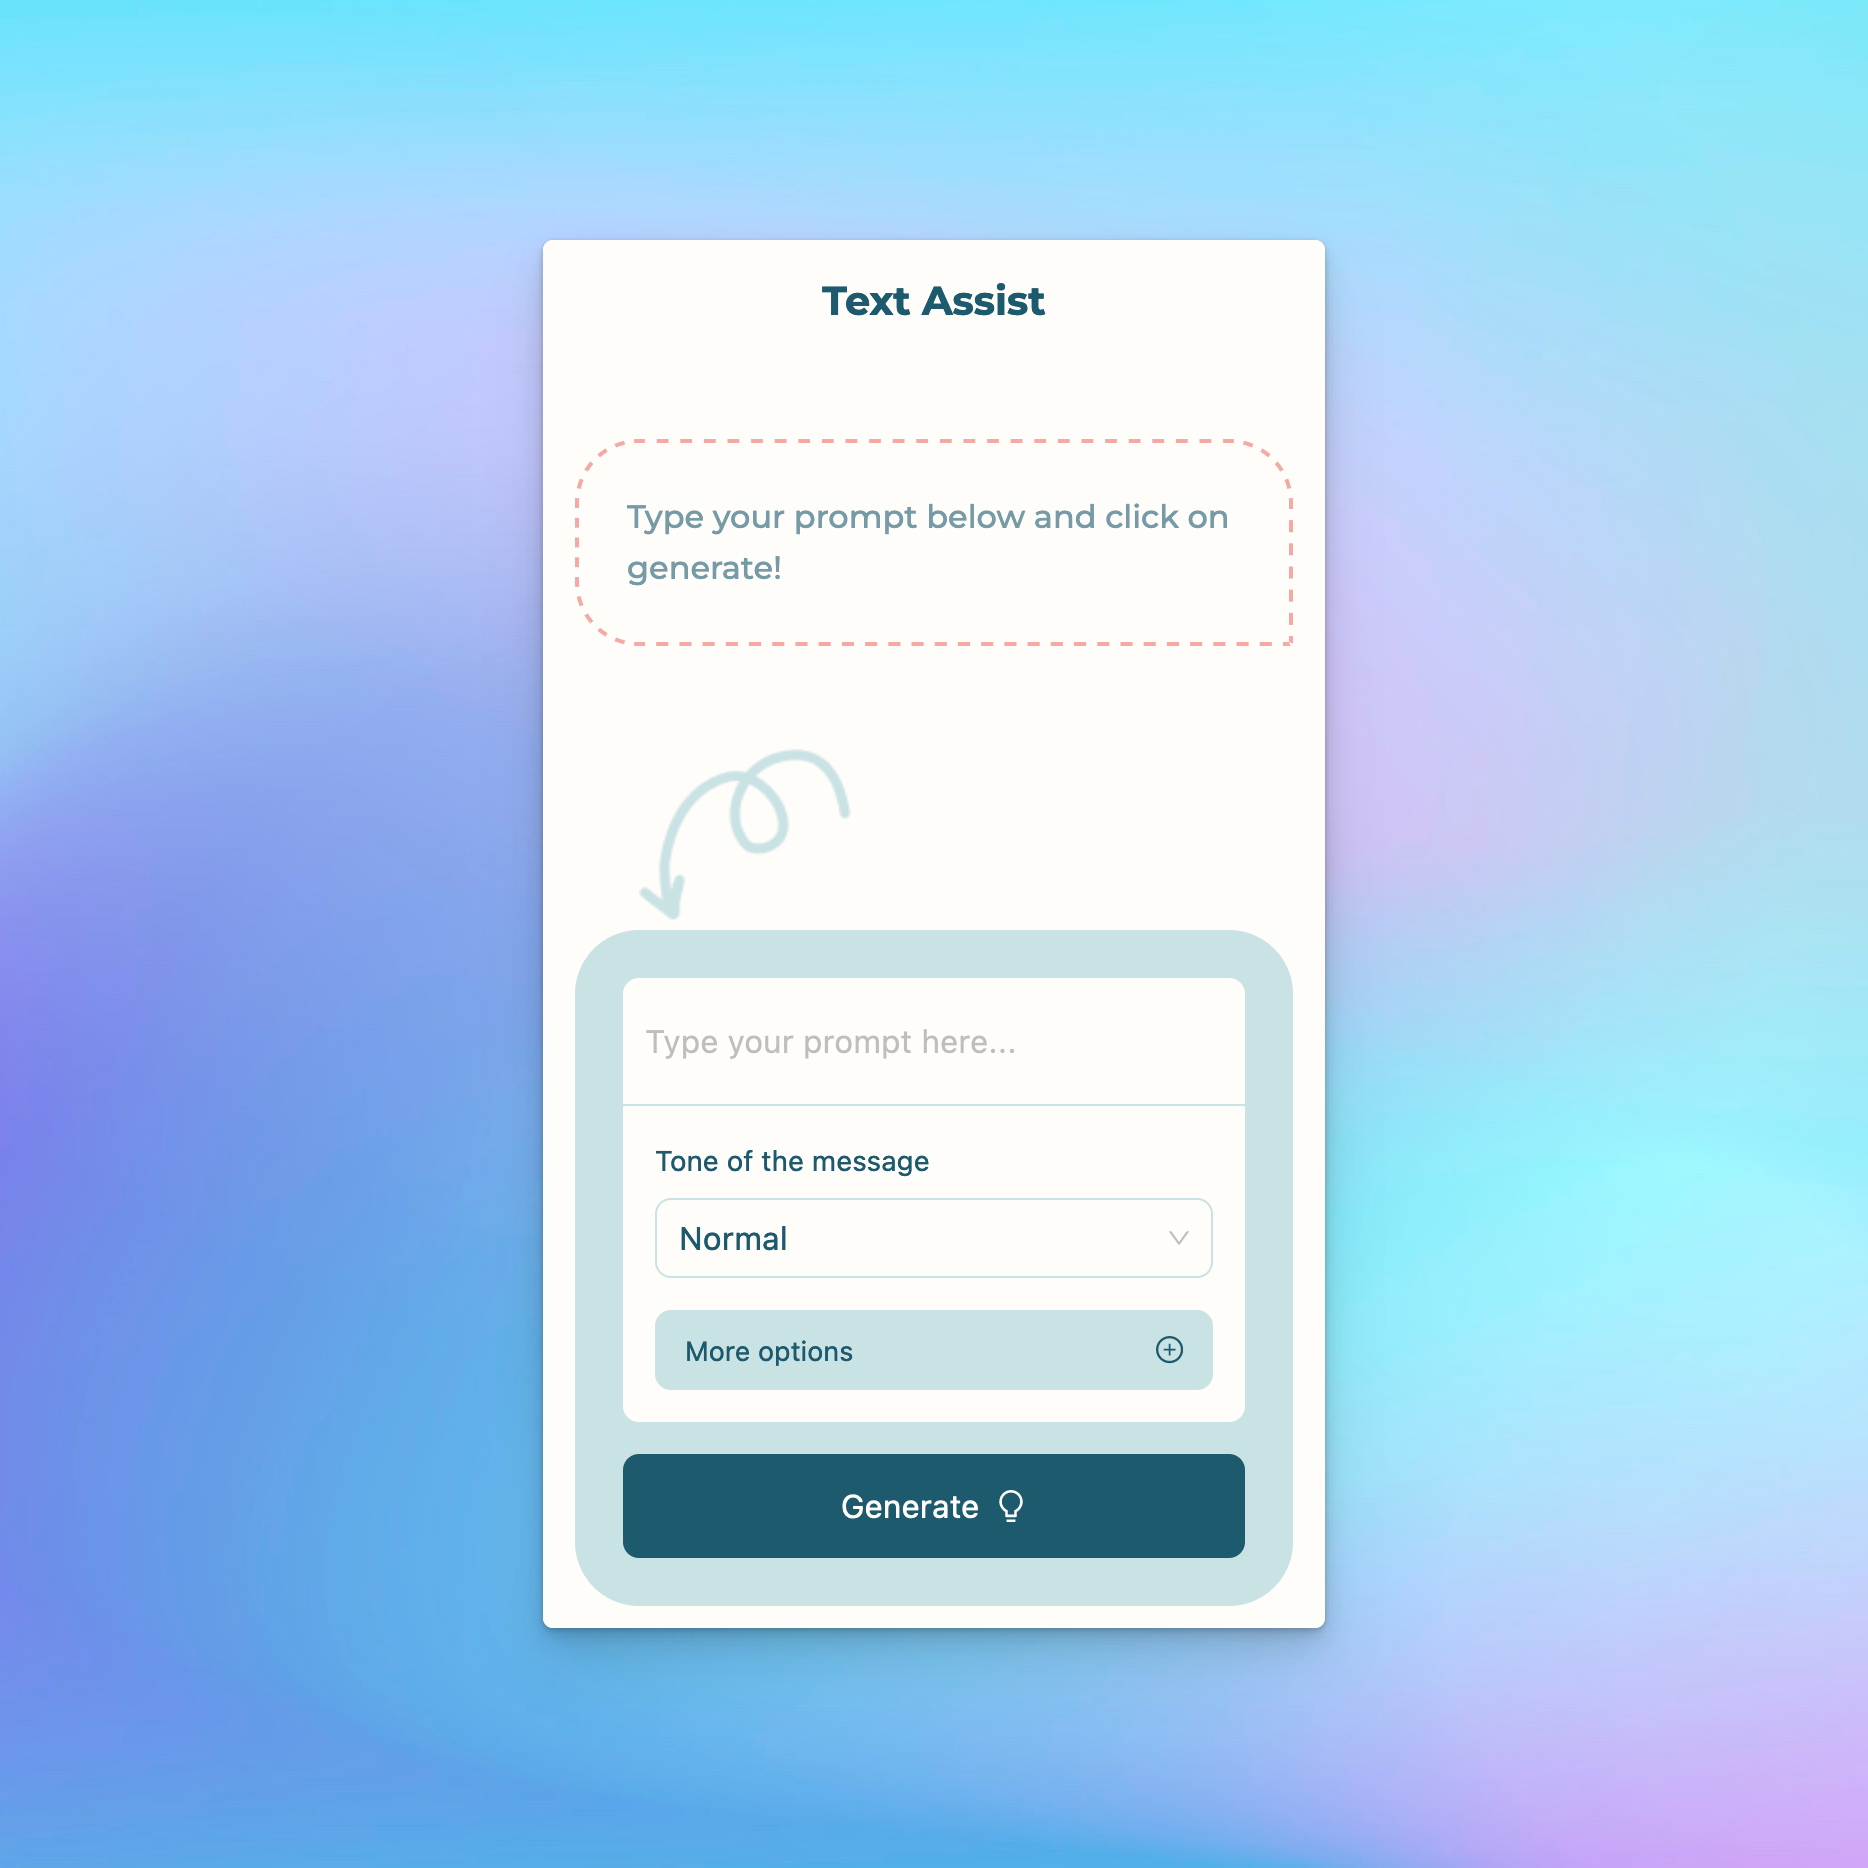 Text Assist
Type your prompt below and click on
generate!
Type your prompt here...
Tone of the message
Normal
More options
Generate